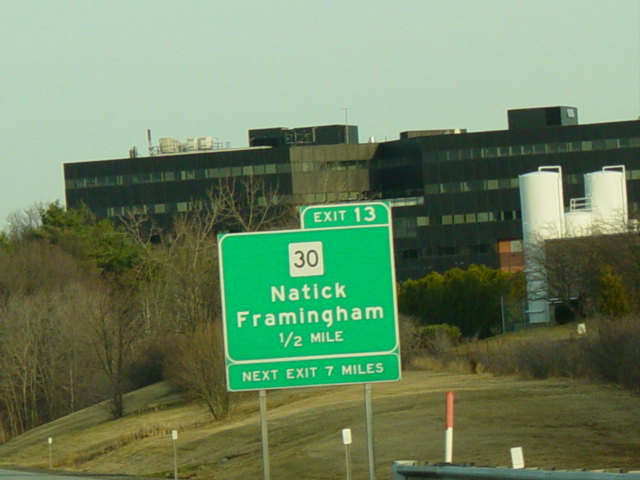 EXIT 13
30
Natick
Framingham
1/2 MILE
NEXT EXIT 7 MILES